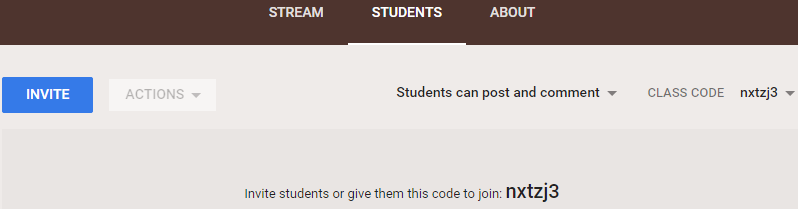 STREAM STUDENTS ABOUT
INVITE ACTIONS Students can post and comment CLASS CODE nxtzj3
Invite students or give them this code to join: nxtzj3